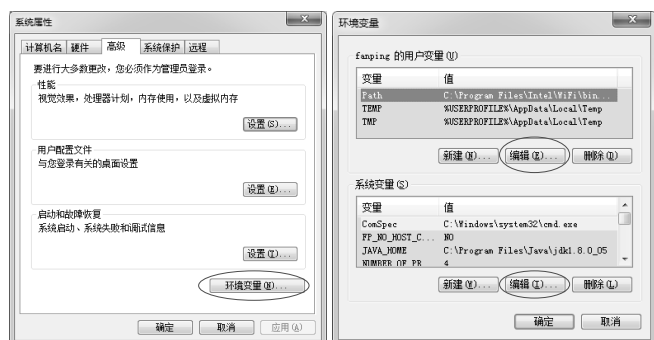 系统属性
计算机名 硬件 高级 系统保护 远程
要进行大多数更改，您必须作为管理员登录。
性能
视觉效果，处理器计划，内存使用，以及虚拟内存
设置(S)...
用户配置文件
与您登录有关的桌面设置
设置(E)...
启动和故障恢复
系统启动、系统失败和调试信息
设置(T)...
环境变量(N)...
确定 取消 应用(A)
环境变量
fanping 的用户变量(U)
变量 值
Path C:\Program Files\Intel\WiFi\bin...
TEMP %USERPROFILE%\AppData\Local\Temp
TMP %USERPROFILE%\AppData\Local\Temp
新建(N)... 编辑(E)... 删除(D)
系统变量(S)
变量 值
ComSpec C:\Windows\system32\cmd.exe
FP_NO_HOST_C... NO
JAVA_HOME C:\Program Files\Java\jdk1.8.0_05
NUMBER_OF_PR 4
新建(W)... 编辑(I)... 删除(L)
确定 取消